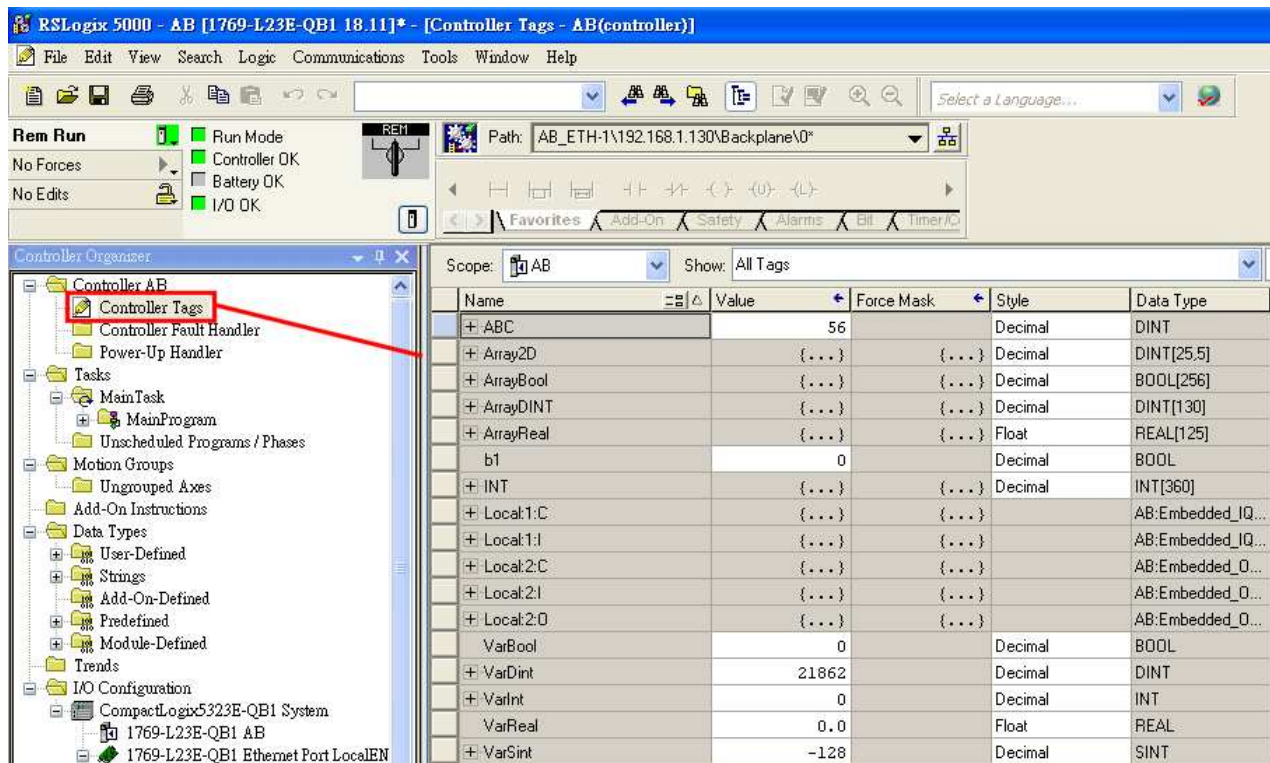 RSLogix 5000 - AB [1769-L23E-QB1 18.11]* - [Controller Tags - AB(controller)]
File Edit View Search Logic Communications Tools Window Help
Select a Language...
Rem Run
No Forces
No Edits
Run Mode
Controller OK
Battery OK
I/O OK
REM
Path: AB_ETH-1\192.168.1.130\Backplane\0*
Favorites Add-On Safety Alarms Bit Timer/C
Controller Organizer
Controller AB
Controller Tags
Controller Fault Handler
Power-Up Handler
Tasks
MainTask
MainProgram
Unscheduled Programs / Phases
Motion Groups
Ungrouped Axes
Add-On Instructions
Data Types
User-Defined
Strings
Add-On-Defined
Predefined
Module-Defined
Trends
I/O Configuration
CompactLogix5323E-QB1 System
1769-L23E-QB1 AB
1769-L23E-QB1 Ethernet Port LocalEN
Scope: AB Show: All Tags
Name Value Force Mask Style Data Type
ABC 56 Decimal DINT
Array2D {...} {...} Decimal DINT[25,5]
ArrayBool {...} {...} Decimal BOOL[256]
ArrayDINT {...} {...} Decimal DINT[130]
ArrayReal {...} {...} Float REAL[125]
b1 0 Decimal BOOL
INT {...} {...} Decimal INT[360]
Local:1:C {...} {...} AB:Embedded_IQ...
Local:1:I {...} {...} AB:Embedded_IQ...
Local:2:C {...} {...} AB:Embedded_O...
Local:2:I {...} {...} AB:Embedded_O...
Local:2:O {...} {...} AB:Embedded_O...
VarBool 0 Decimal BOOL
VarDint 21862 Decimal DINT
VarInt 0 Decimal INT
VarReal 0.0 Float REAL
VarSint -128 Decimal SINT